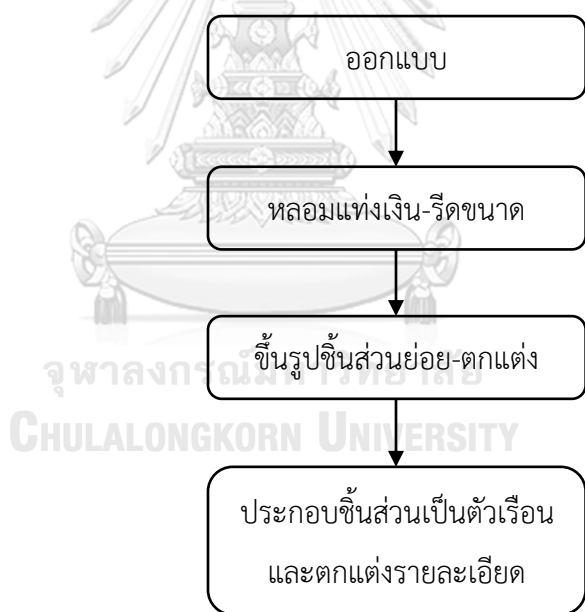 ออกแบบ
หลอมแท่งเงิน-รีดขนาด
ขึ้นรูปชิ้นส่วนย่อย-ตกแต่ง
จุฬาลงกรณ์มหาวิทยาลัย
CHULALONGKORN UNIVERSITY
ประกอบชิ้นส่วนเป็นตัวเรือน
และตกแต่งรายละเอียด